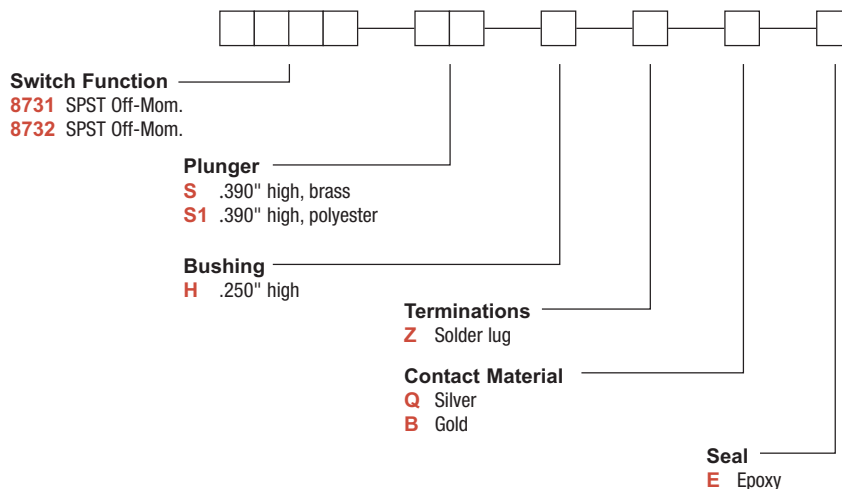 Switch Function
8731 SPST Off-Mom.
8732 SPST Off-Mom.
Plunger
S .390" high, brass
S1 .390" high, polyester
Bushing
H .250" high
Terminations
Z Solder lug
Contact Material
Q Silver
B Gold
Seal
E Epoxy